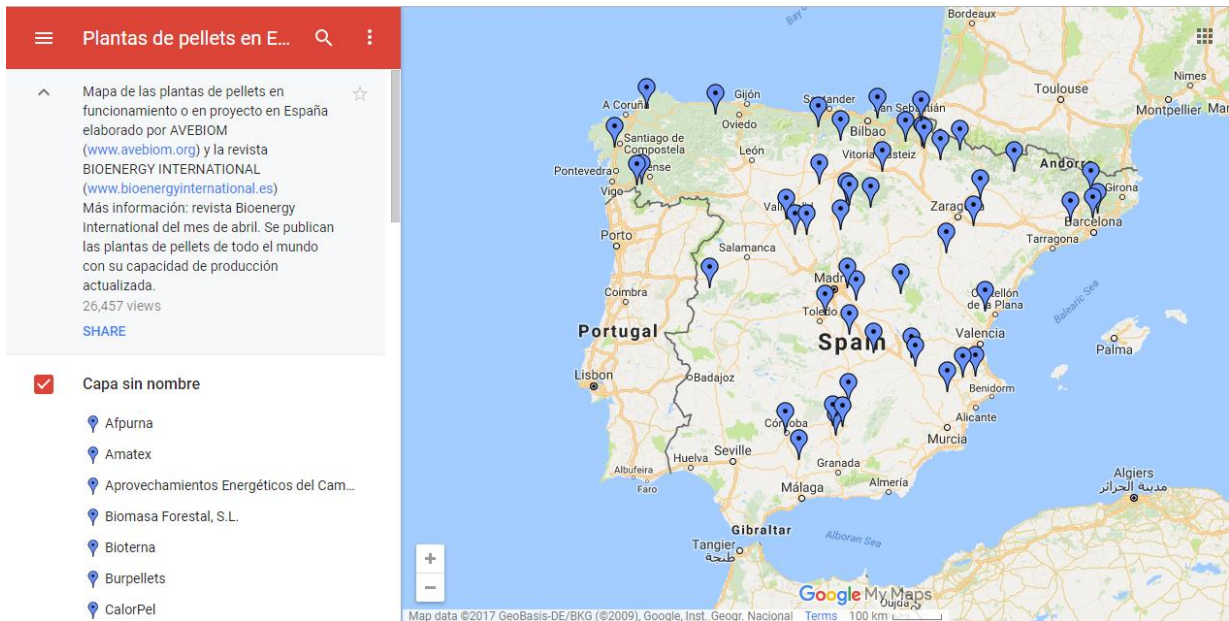 Plantas de pellets en E...
Mapa de las plantas de pellets en
funcionamiento o en proyecto en España
elaborado por AVEBIOM
(www.avebiom.org) y la revista
BIOENERGY INTERNATIONAL
(www.bioenergyinternational.es)
Más información: revista Bioenergy
International del mes de abril. Se publican
las plantas de pellets de todo el mundo
con su capacidad de producción
actualizada.
26,457 views
SHARE
Capa sin nombre
Afpurna
Amatex
Aprovechamientos Energéticos del Cam...
Biomasa Forestal, S.L.
Bioterna
Burpellets
CalorPel
Bordeaux
Nimes
Toulouse
Montpellier
Mar
A Coruña
Gijón
Oviedo
Bilbao
Santiago de
Compostela
León
Pontevedra
Vigo
Girona
Barcelona
Tarragona
Porto
Salamanca
Coimbra
Toledo
de la Plana
Balearic Sea
Portugal
Spain
Valencia
Palma
Lisbon
Badajoz
Benidorm
Alicante
Murcia
Seville
Huelva
Granada
Albufeira
Faro
Málaga
Almería
Algiers
مدينة الجزائر
Gibraltar
Alboran Sea
Tangier
طنجة
Google My Maps
Oujda
Map data ©2017 GeoBasis-DE/BKG (©2009), Google, Inst. Geogr. Nacional Terms 100 km